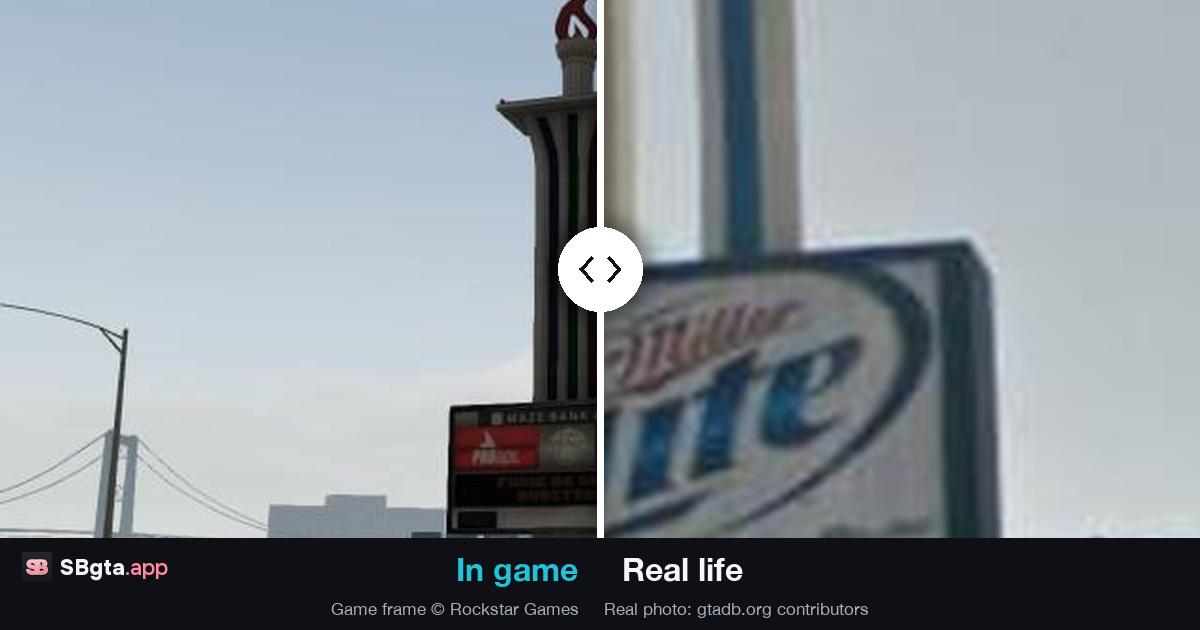 MAZE BANK
PRO
Miller
Lite
SBgta.app
In game
Real life
Game frame © Rockstar Games
Real photo: gtadb.org contributors